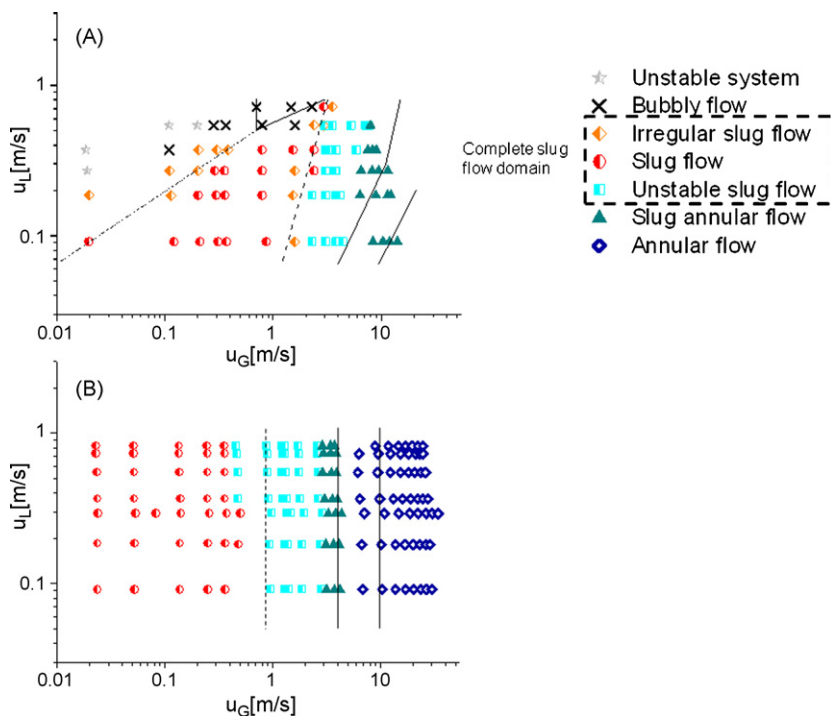 (A)
1
0.1
u_L[m/s]
0.01
0.1
1
10
u_G[m/s]
Unstable system
Bubbly flow
Irregular slug flow
Slug flow
Unstable slug flow
Slug annular flow
Annular flow
Complete slug
flow domain
(B)
1
0.1
u_L[m/s]
0.01
0.1
1
10
u_G[m/s]